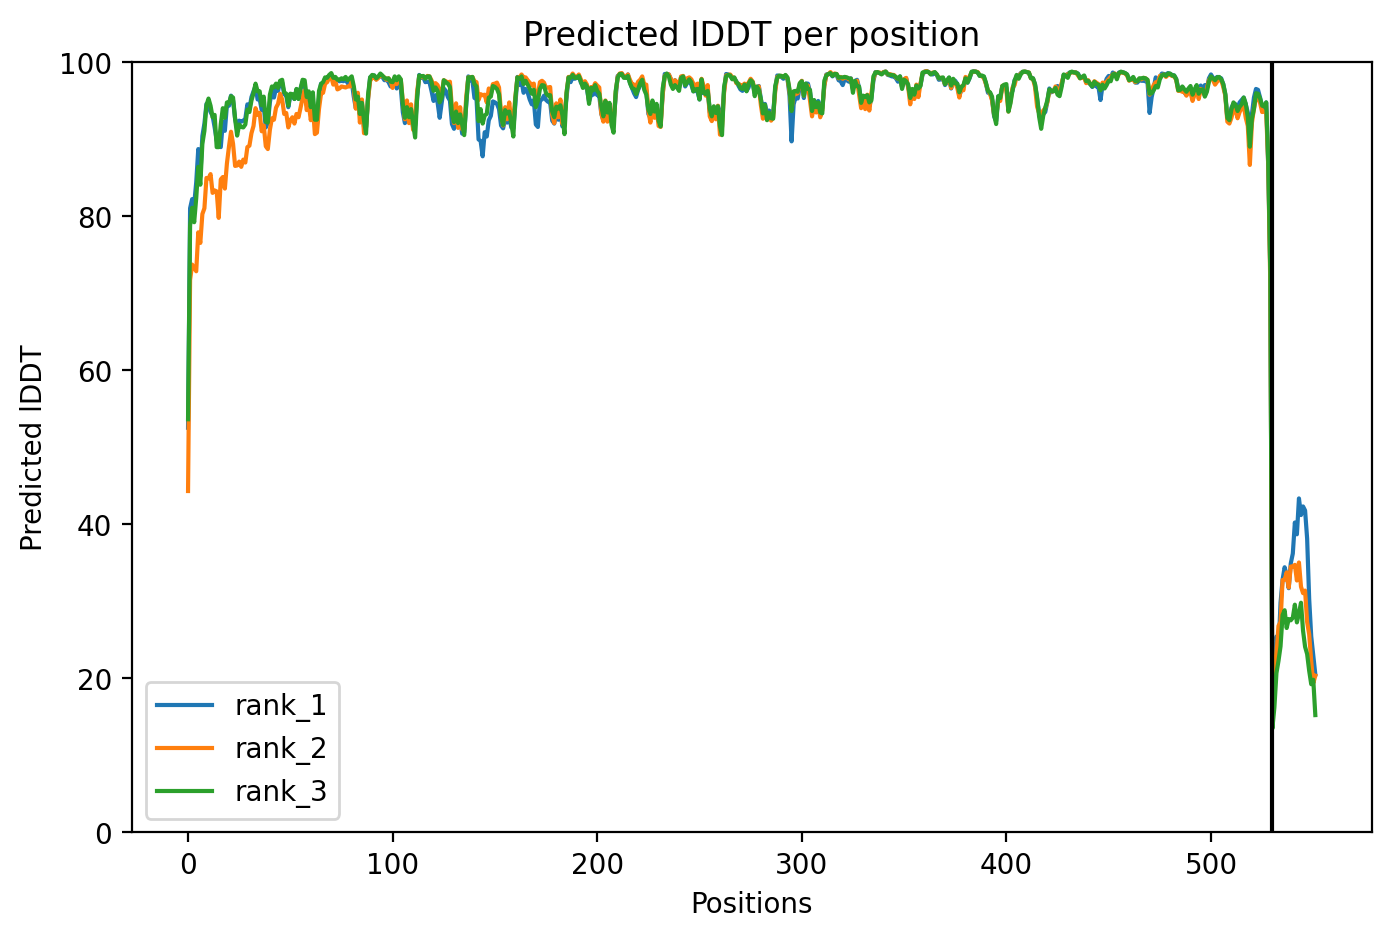 Predicted lDDT per position
Predicted lDDT
100
80
60
40
20
0
rank_1
rank_2
rank_3
0 100 200 300 400 500
Positions